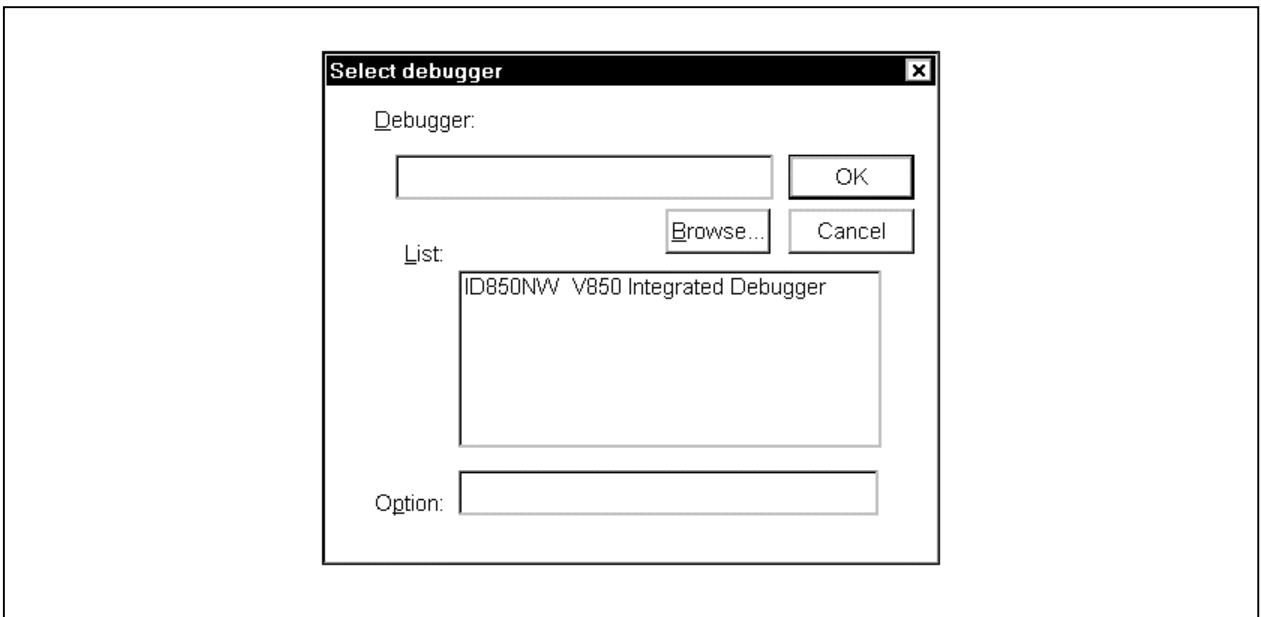 Select debugger
Debugger:
OK
Browse...
Cancel
List:
ID850NW V850 Integrated Debugger
Option: